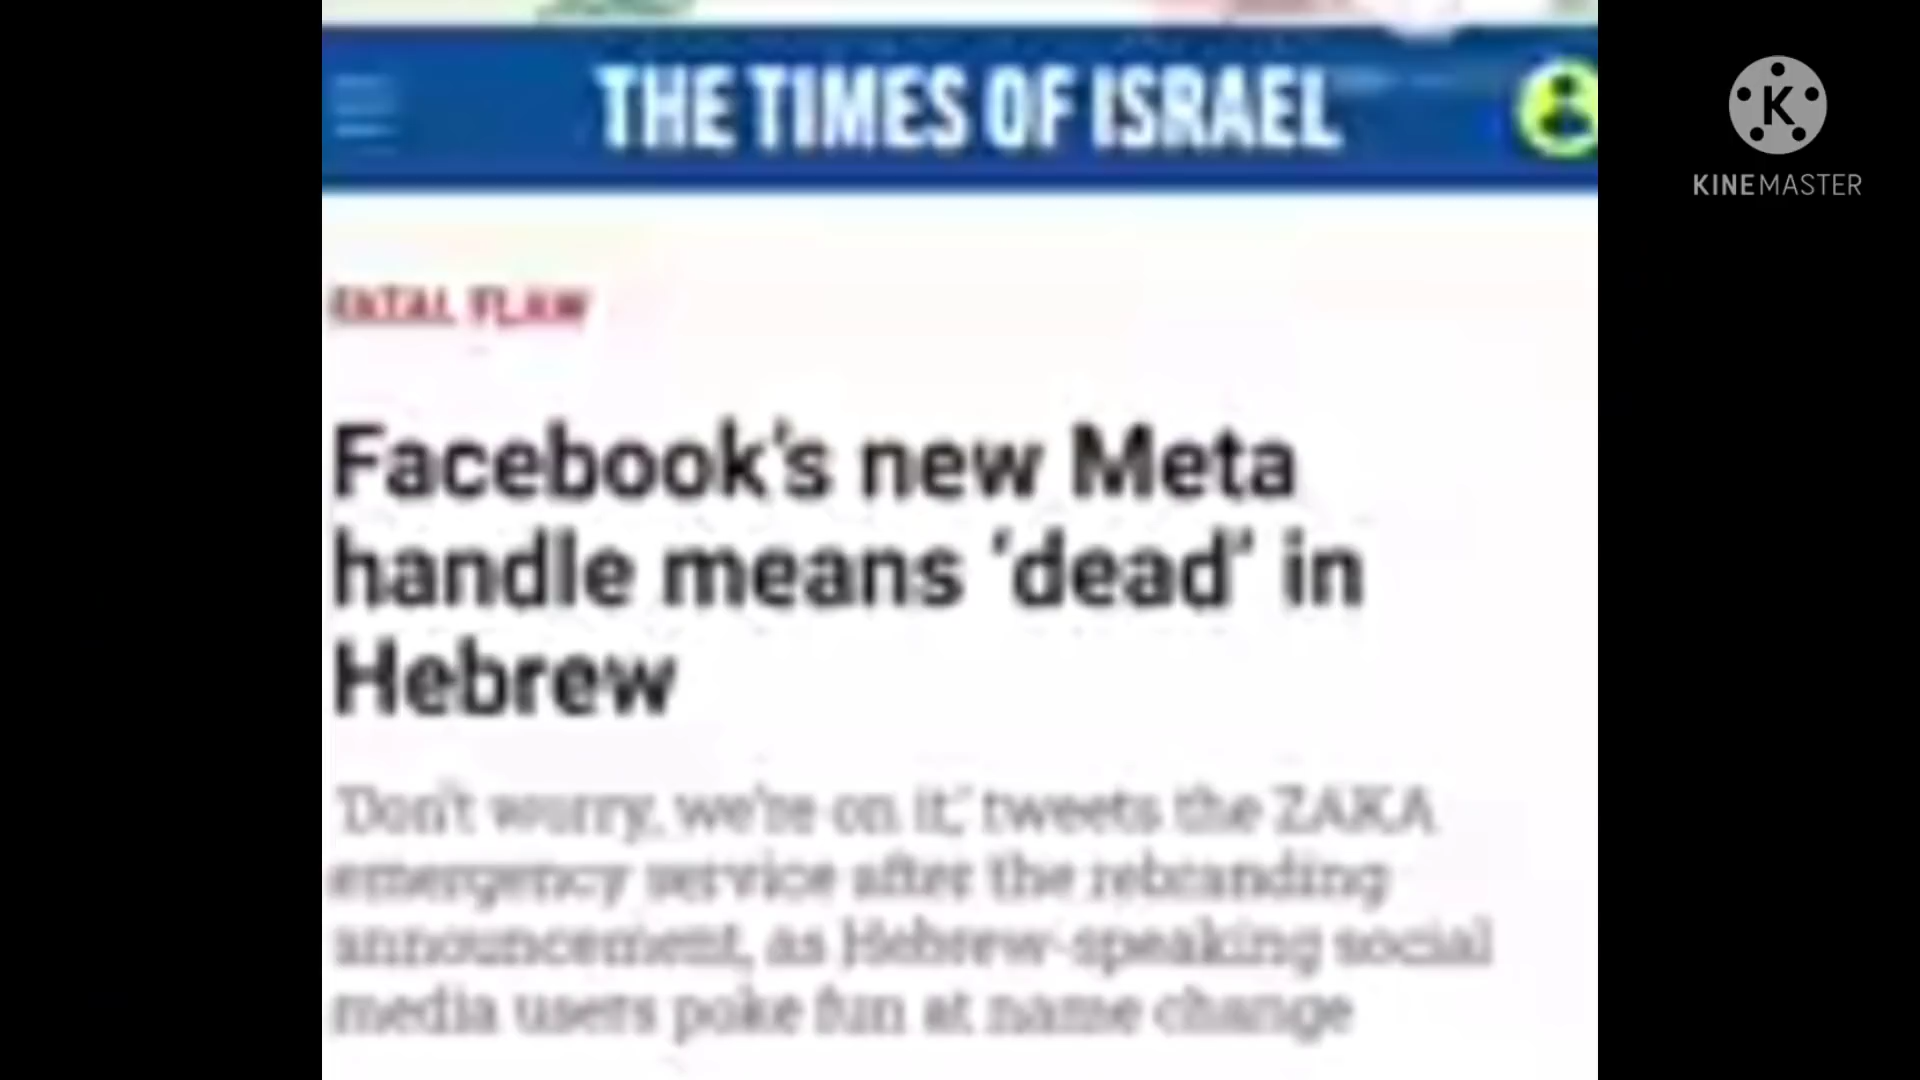 THE TIMES OF ISRAEL
K
KINEMASTER
FATAL FLAW
Facebook's new Meta
handle means 'dead' in
Hebrew
'Don't worry, we're on it,' tweets the ZAKA
emergency service after the rebranding
announcement, as Hebrew-speaking social
media users poke fun at name change